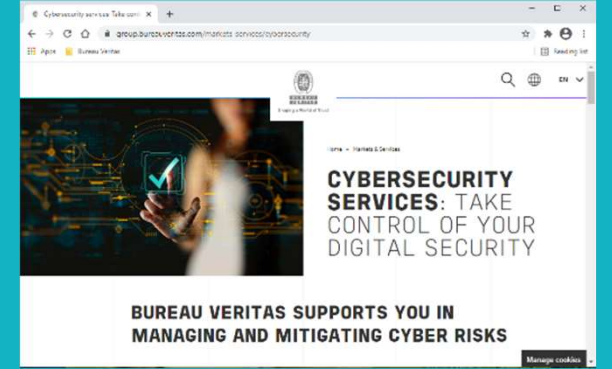 Cybersecurity services: Take cont
group.bureauveritas.com/markets-services/cybersecurity
Apps
Bureau Veritas
Reading list
EN
Home
Markets & Services
CYBERSECURITY
SERVICES: TAKE
CONTROL OF YOUR
DIGITAL SECURITY
BUREAU VERITAS SUPPORTS YOU IN
MANAGING AND MITIGATING CYBER RISKS
Manage cookies